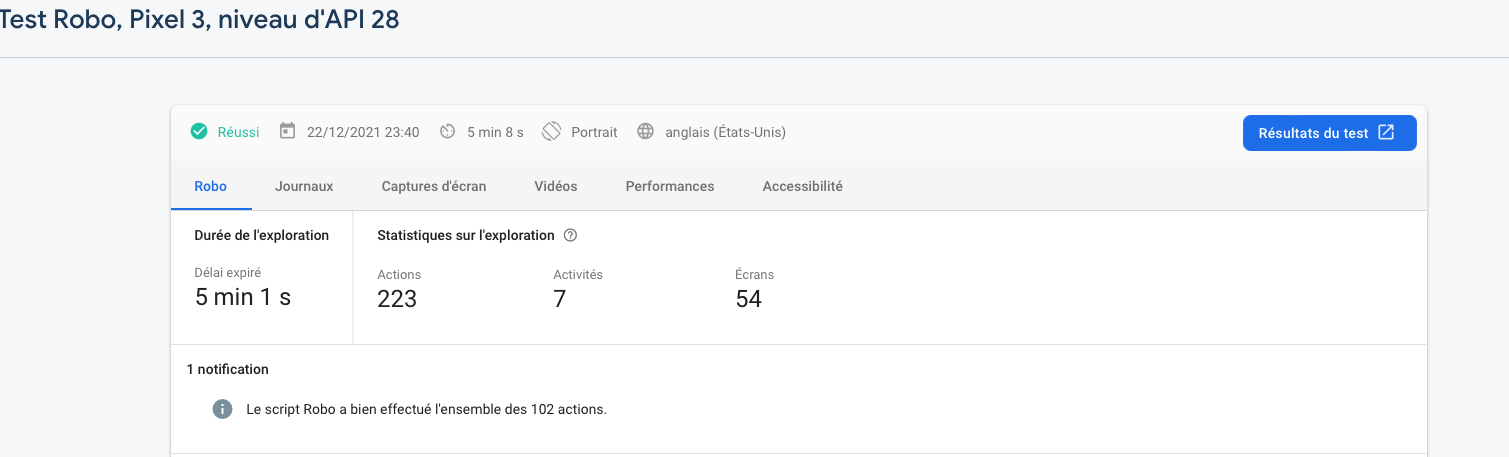 Test Robo, Pixel 3, niveau d'API 28
Réussi 22/12/2021 23:40 5 min 8 s Portrait anglais (États-Unis) Résultats du test
Robo Journaux Captures d'écran Vidéos Performances Accessibilité
Durée de l'exploration Statistiques sur l'exploration
Délai expiré Actions Activités Écrans
5 min 1 s 223 7 54
1 notification
Le script Robo a bien effectué l'ensemble des 102 actions.